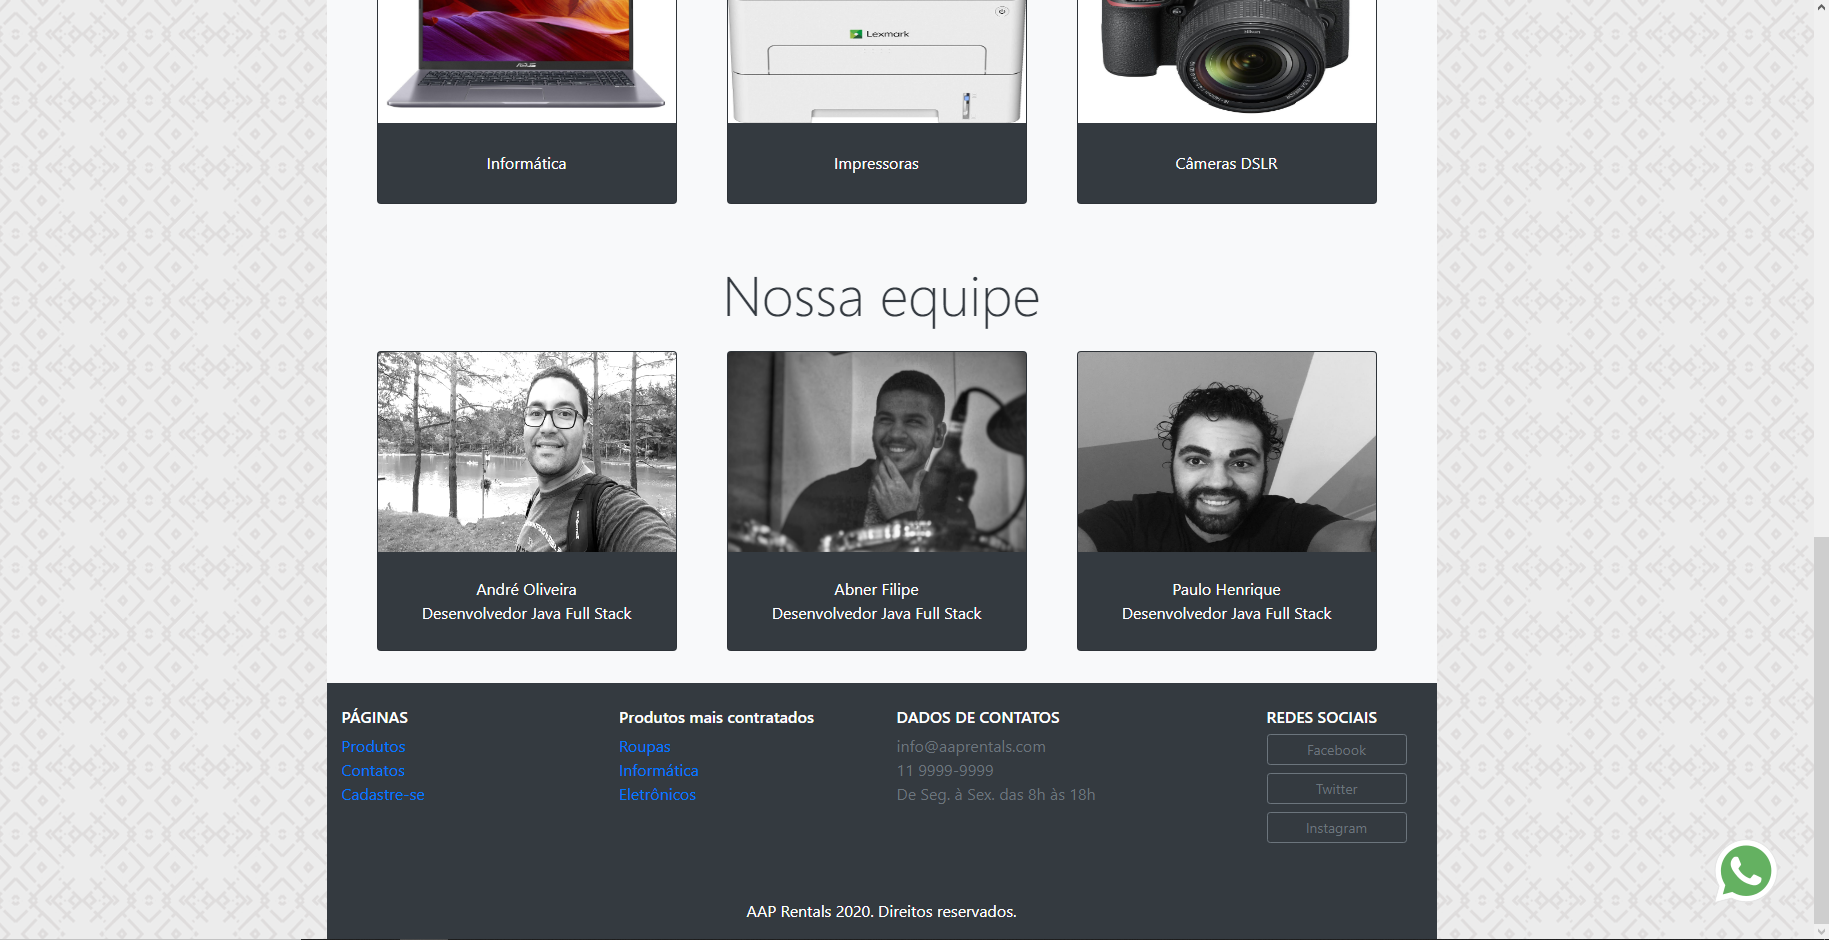 ASUS
Lexmark
Nikon
Informática
Impressoras
Câmeras DSLR
Nossa equipe
André Oliveira
Desenvolvedor Java Full Stack
Abner Filipe
Desenvolvedor Java Full Stack
Paulo Henrique
Desenvolvedor Java Full Stack
PÁGINAS
Produtos
Contatos
Cadastre-se
Produtos mais contratados
Roupas
Informática
Eletrônicos
DADOS DE CONTATOS
info@aaprentals.com
11 9999-9999
De Seg. à Sex. das 8h às 18h
REDES SOCIAIS
Facebook
Twitter
Instagram
AAP Rentals 2020. Direitos reservados.